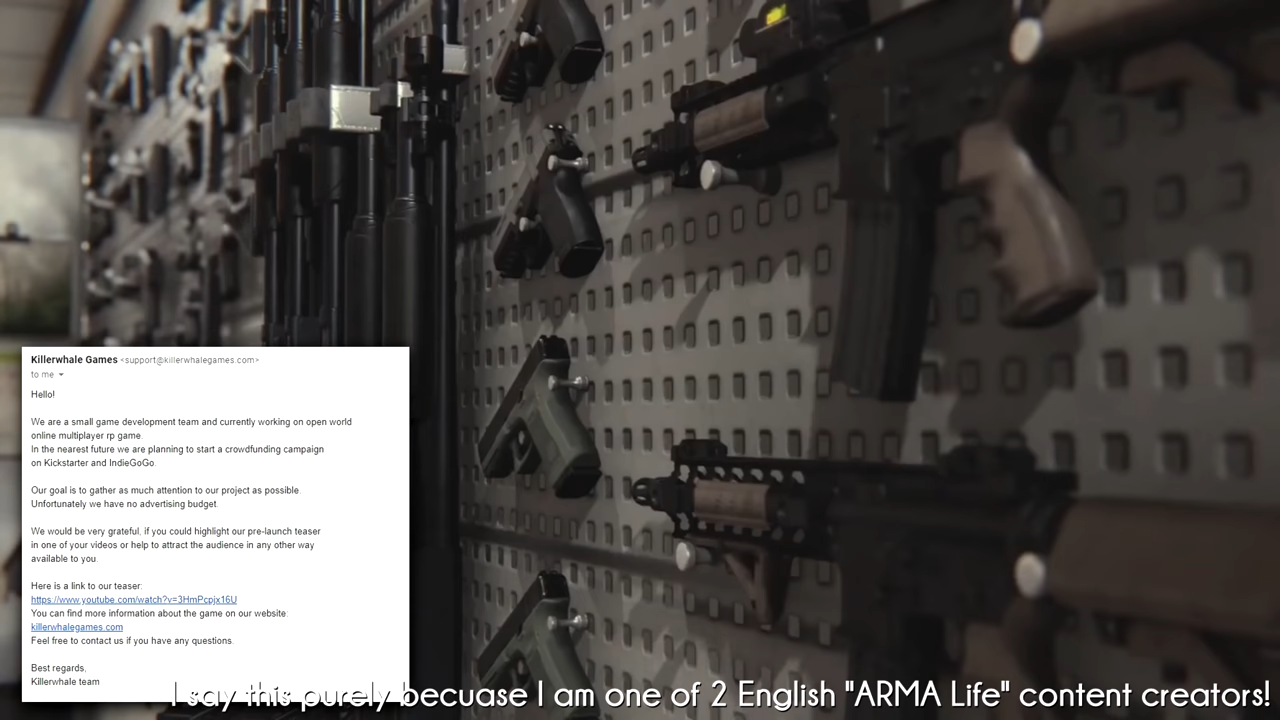 Killerwhale Games <support@killerwhalegames.com>
to me
Hello!
We are a small game development team and currently working on open world
online multiplayer rp game.
In the nearest future we are planning to start a crowdfunding campaign
on Kickstarter and IndieGoGo.
Our goal is to gather as much attention to our project as possible.
Unfortunately we have no advertising budget.
We would be very grateful, if you could highlight our pre-launch teaser
in one of your videos or help to attract the audience in any other way
available to you.
Here is a link to our teaser:
https://www.youtube.com/watch?v=3HmPcpjx16U
You can find more information about the game on our website:
killerwhalegames.com
Feel free to contact us if you have any questions.
Best regards,
Killerwhale team
I say this purely becuase I am one of 2 English "ARMA Life" content creators!